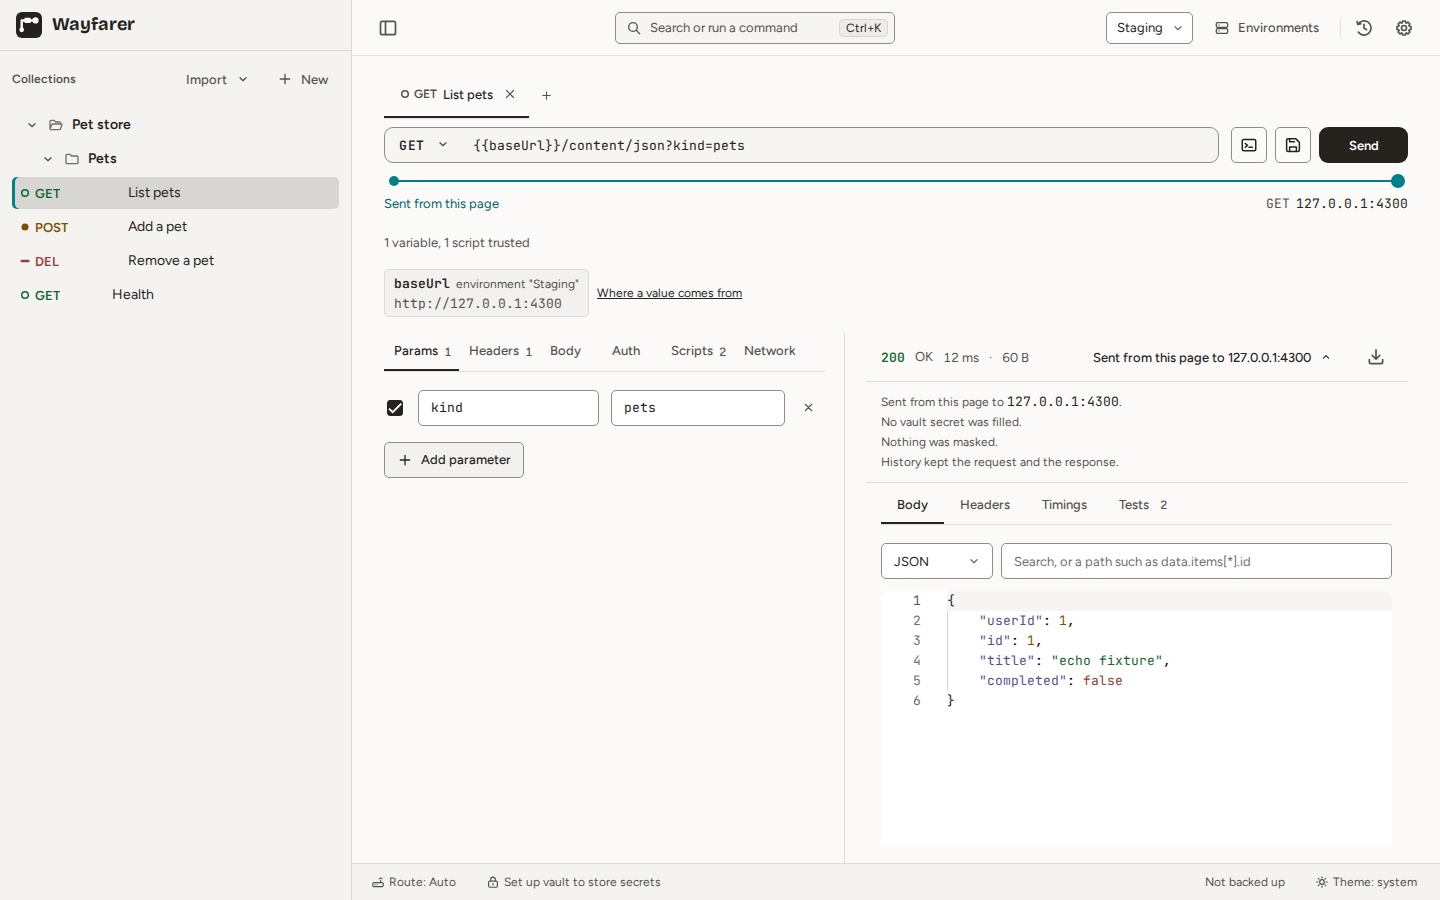 Wayfarer
Search or run a command Ctrl+K
Staging
Environments
Collections
Import
New
Pet store
Pets
GET List pets
POST Add a pet
DEL Remove a pet
GET Health
GET List pets
GET {{baseUrl}}/content/json?kind=pets
Send
Sent from this page
GET 127.0.0.1:4300
1 variable, 1 script trusted
baseUrl environment "Staging"
http://127.0.0.1:4300
Where a value comes from
Params 1 Headers 1 Body Auth Scripts 2 Network
kind pets
Add parameter
200 OK 12 ms · 60 B
Sent from this page to 127.0.0.1:4300
Sent from this page to 127.0.0.1:4300.
No vault secret was filled.
Nothing was masked.
History kept the request and the response.
Body Headers Timings Tests 2
JSON
Search, or a path such as data.items[*].id
1 {
2 "userId": 1,
3 "id": 1,
4 "title": "echo fixture",
5 "completed": false
6 }
Route: Auto
Set up vault to store secrets
Not backed up
Theme: system